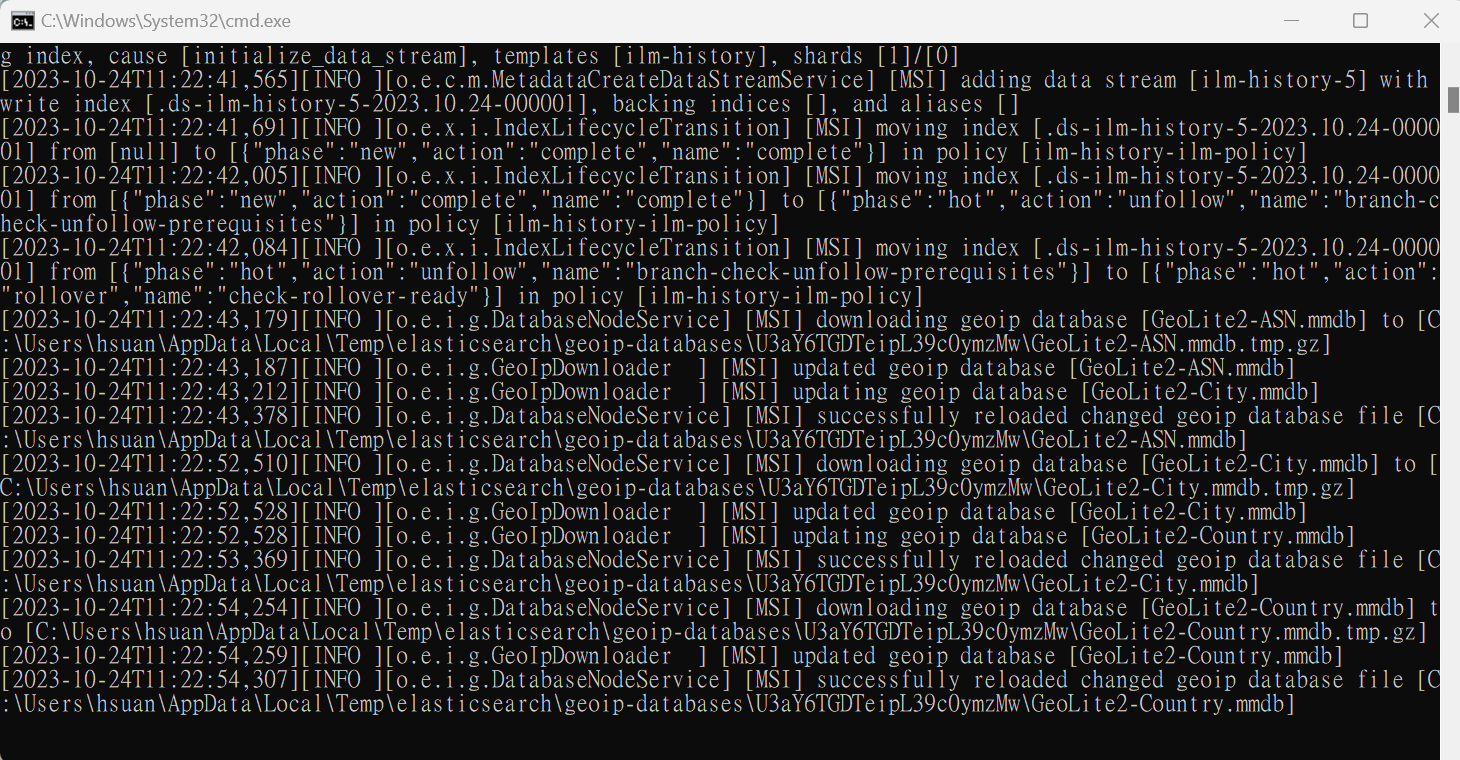 C:\Windows\System32\cmd.exe
g index, cause [initialize_data_stream], templates [ilm-history], shards [1]/[0]
[2023-10-24T11:22:41,565][INFO ][o.e.c.m.MetadataCreateDataStreamService] [MSI] adding data stream [ilm-history-5] with
write index [.ds-ilm-history-5-2023.10.24-000001], backing indices [], and aliases []
[2023-10-24T11:22:41,691][INFO ][o.e.x.i.IndexLifecycleTransition] [MSI] moving index [.ds-ilm-history-5-2023.10.24-0000
01] from [null] to [{"phase":"new","action":"complete","name":"complete"}] in policy [ilm-history-ilm-policy]
[2023-10-24T11:22:42,005][INFO ][o.e.x.i.IndexLifecycleTransition] [MSI] moving index [.ds-ilm-history-5-2023.10.24-0000
01] from [{"phase":"new","action":"complete","name":"complete"}] to [{"phase":"hot","action":"unfollow","name":"branch-c
heck-unfollow-prerequisites"}] in policy [ilm-history-ilm-policy]
[2023-10-24T11:22:42,084][INFO ][o.e.x.i.IndexLifecycleTransition] [MSI] moving index [.ds-ilm-history-5-2023.10.24-0000
01] from [{"phase":"hot","action":"unfollow","name":"branch-check-unfollow-prerequisites"}] to [{"phase":"hot","action":
"rollover","name":"check-rollover-ready"}] in policy [ilm-history-ilm-policy]
[2023-10-24T11:22:43,179][INFO ][o.e.i.g.DatabaseNodeService] [MSI] downloading geoip database [GeoLite2-ASN.mmdb] to [C
:\Users\hsuan\AppData\Local\Temp\elasticsearch\geoip-databases\U3aY6TGDTeipL39c0ymzMw\GeoLite2-ASN.mmdb.tmp.gz]
[2023-10-24T11:22:43,187][INFO ][o.e.i.g.GeoIpDownloader  ] [MSI] updated geoip database [GeoLite2-ASN.mmdb]
[2023-10-24T11:22:43,212][INFO ][o.e.i.g.GeoIpDownloader  ] [MSI] updating geoip database [GeoLite2-City.mmdb]
[2023-10-24T11:22:43,378][INFO ][o.e.i.g.DatabaseNodeService] [MSI] successfully reloaded changed geoip database file [C
:\Users\hsuan\AppData\Local\Temp\elasticsearch\geoip-databases\U3aY6TGDTeipL39c0ymzMw\GeoLite2-ASN.mmdb]
[2023-10-24T11:22:52,510][INFO ][o.e.i.g.DatabaseNodeService] [MSI] downloading geoip database [GeoLite2-City.mmdb] to [
C:\Users\hsuan\AppData\Local\Temp\elasticsearch\geoip-databases\U3aY6TGDTeipL39c0ymzMw\GeoLite2-City.mmdb.tmp.gz]
[2023-10-24T11:22:52,528][INFO ][o.e.i.g.GeoIpDownloader  ] [MSI] updated geoip database [GeoLite2-City.mmdb]
[2023-10-24T11:22:52,528][INFO ][o.e.i.g.GeoIpDownloader  ] [MSI] updating geoip database [GeoLite2-Country.mmdb]
[2023-10-24T11:22:53,369][INFO ][o.e.i.g.DatabaseNodeService] [MSI] successfully reloaded changed geoip database file [C
:\Users\hsuan\AppData\Local\Temp\elasticsearch\geoip-databases\U3aY6TGDTeipL39c0ymzMw\GeoLite2-City.mmdb]
[2023-10-24T11:22:54,254][INFO ][o.e.i.g.DatabaseNodeService] [MSI] downloading geoip database [GeoLite2-Country.mmdb] t
o [C:\Users\hsuan\AppData\Local\Temp\elasticsearch\geoip-databases\U3aY6TGDTeipL39c0ymzMw\GeoLite2-Country.mmdb.tmp.gz]
[2023-10-24T11:22:54,259][INFO ][o.e.i.g.GeoIpDownloader  ] [MSI] updated geoip database [GeoLite2-Country.mmdb]
[2023-10-24T11:22:54,307][INFO ][o.e.i.g.DatabaseNodeService] [MSI] successfully reloaded changed geoip database file [C
:\Users\hsuan\AppData\Local\Temp\elasticsearch\geoip-databases\U3aY6TGDTeipL39c0ymzMw\GeoLite2-Country.mmdb]